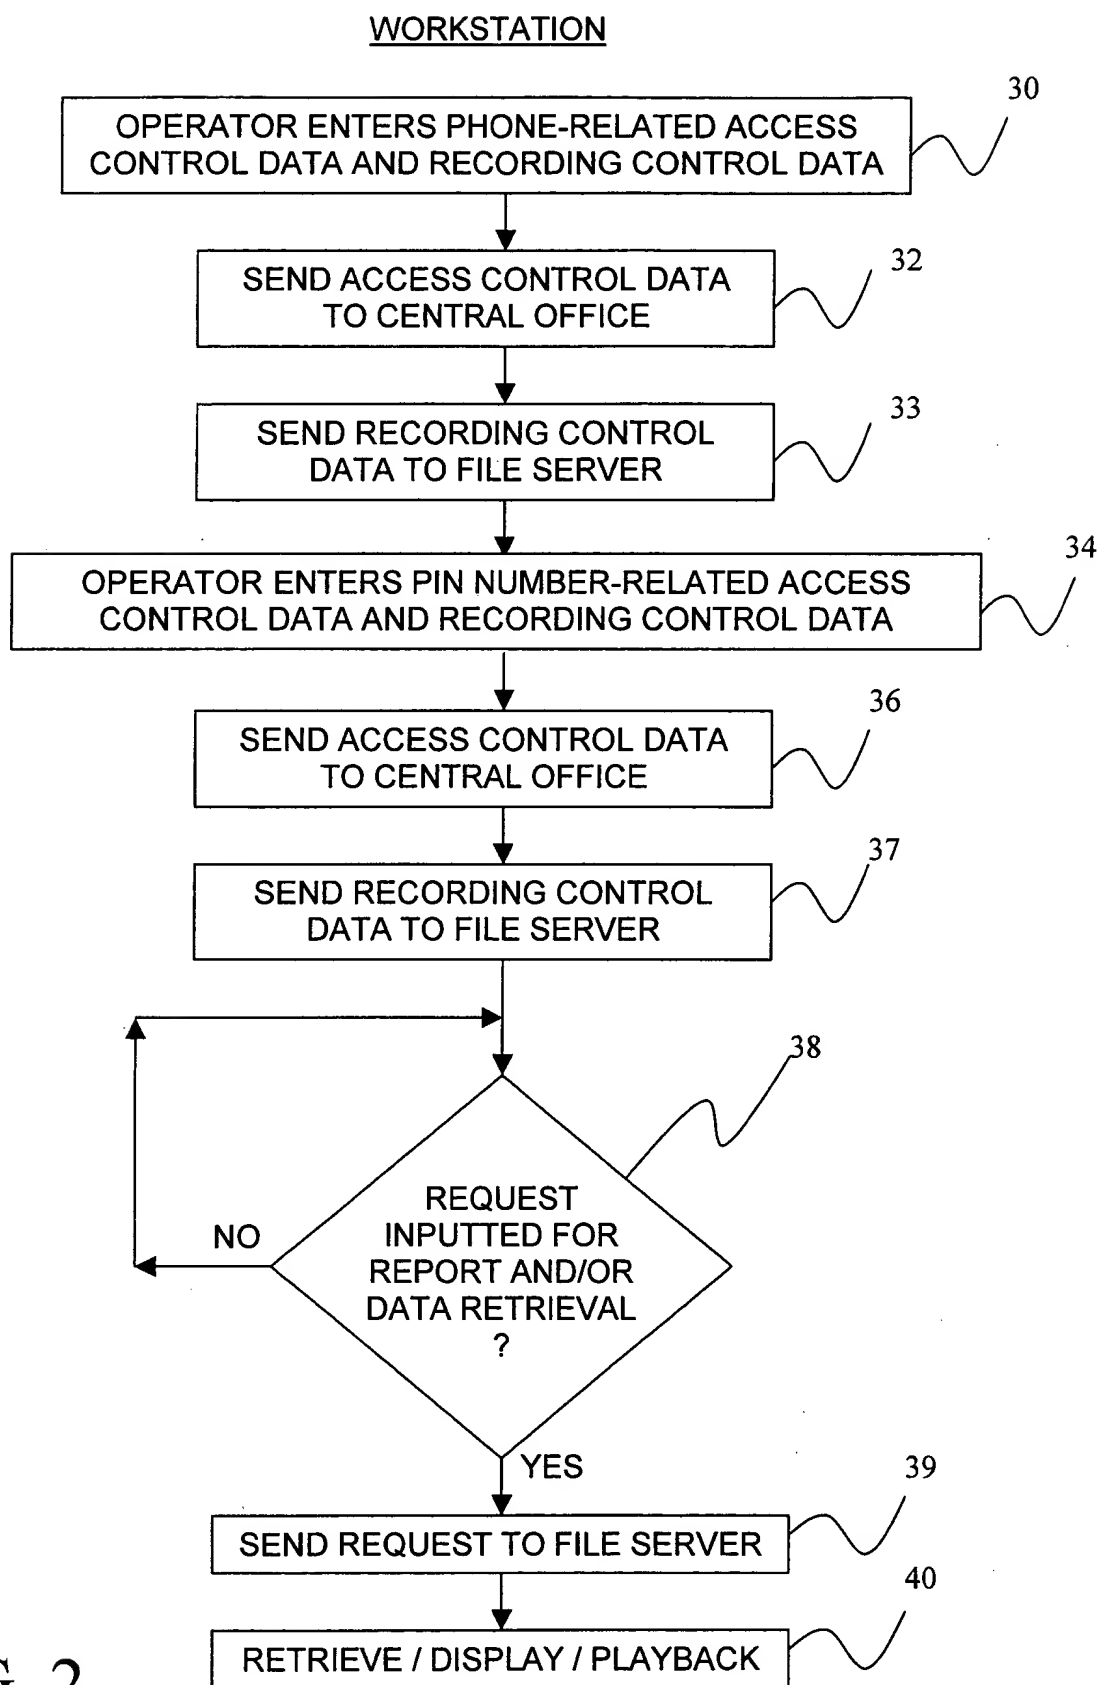 WORKSTATION
30
OPERATOR ENTERS PHONE-RELATED ACCESS
CONTROL DATA AND RECORDING CONTROL DATA
32
SEND ACCESS CONTROL DATA
TO CENTRAL OFFICE
33
SEND RECORDING CONTROL
DATA TO FILE SERVER
34
OPERATOR ENTERS PIN NUMBER-RELATED ACCESS
CONTROL DATA AND RECORDING CONTROL DATA
36
SEND ACCESS CONTROL DATA
TO CENTRAL OFFICE
37
SEND RECORDING CONTROL
DATA TO FILE SERVER
38
REQUEST
INPUTTED FOR
REPORT AND/OR
DATA RETRIEVAL
?
NO
YES
39
SEND REQUEST TO FILE SERVER
40
RETRIEVE / DISPLAY / PLAYBACK